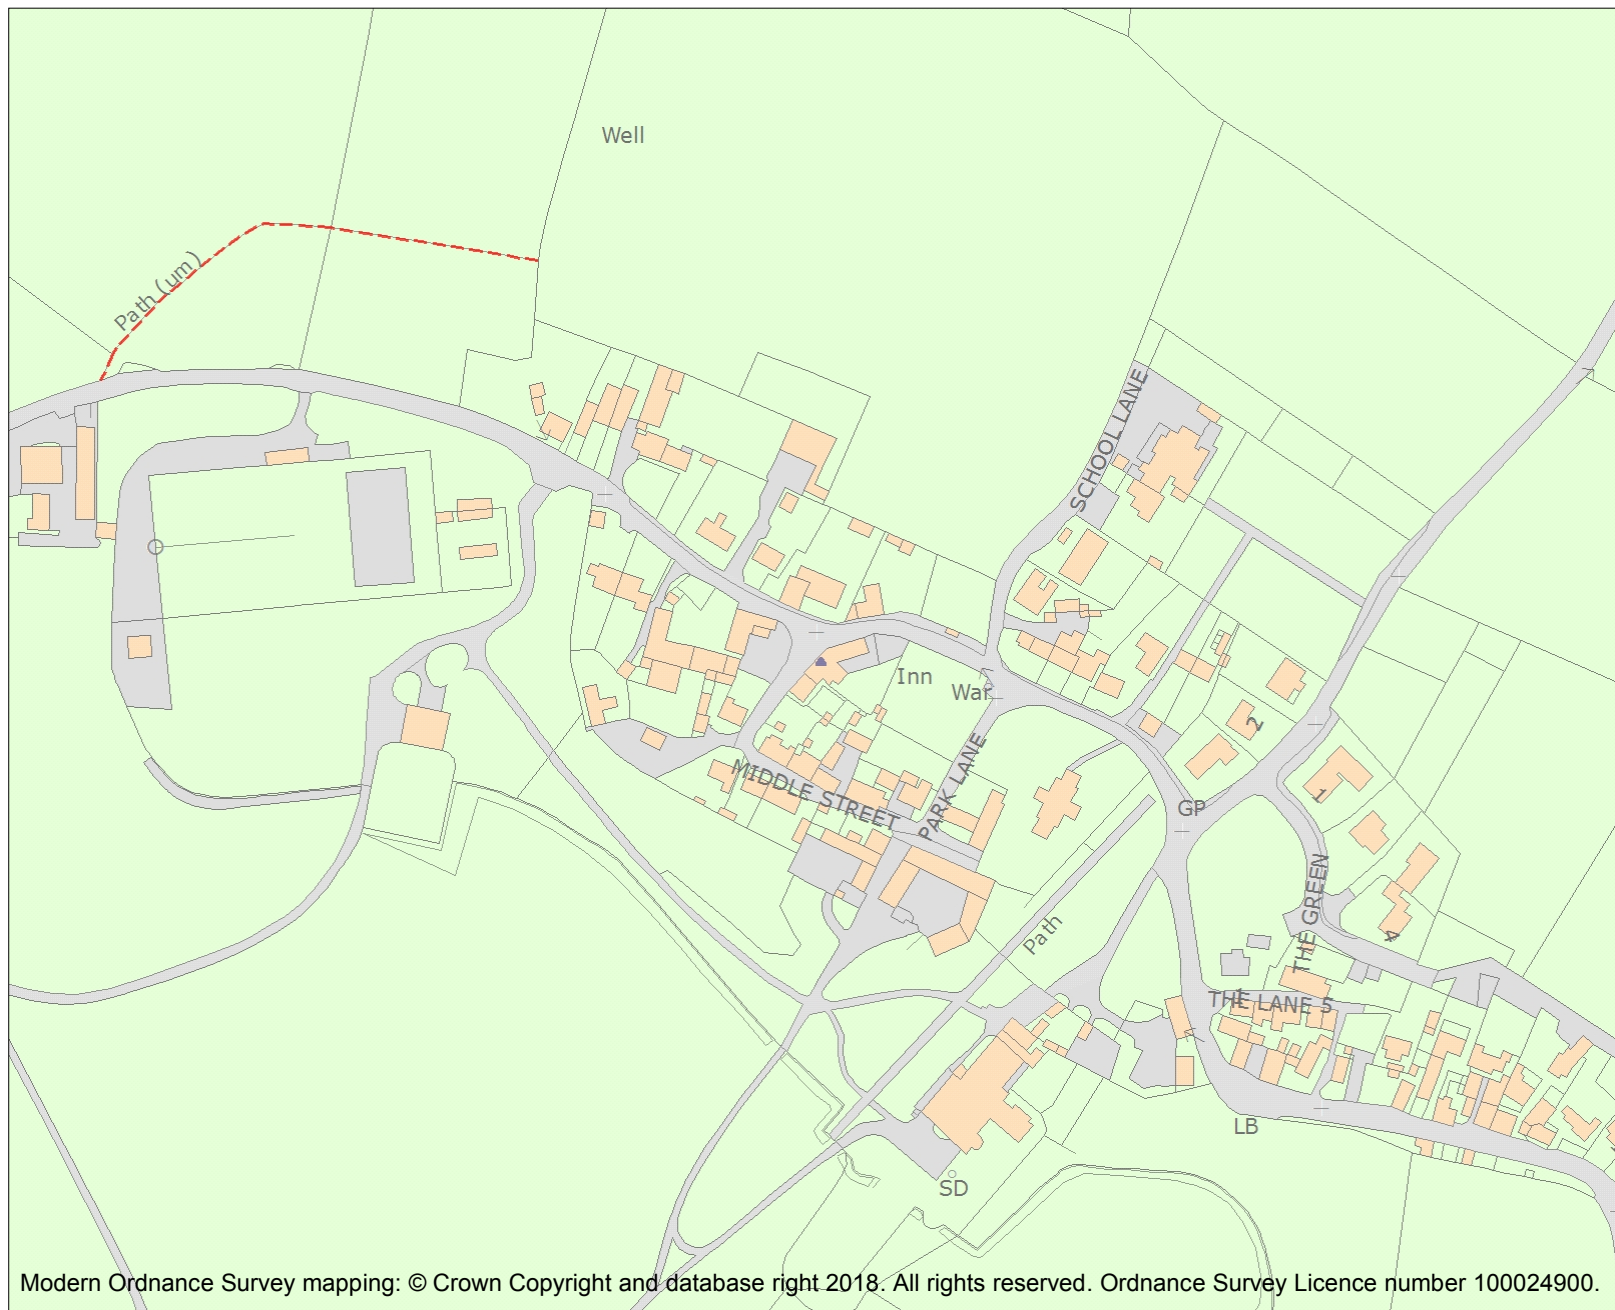 Well
Path (um)
SCHOOL LANE
Inn
War
2
MIDDLE STREET
PARK LANE
1
GP
THE GREEN
Path
4
THE LANE 5
1
LB
SD
Modern Ordnance Survey mapping: © Crown Copyright and database right 2018. All rights reserved. Ordnance Survey Licence number 100024900.